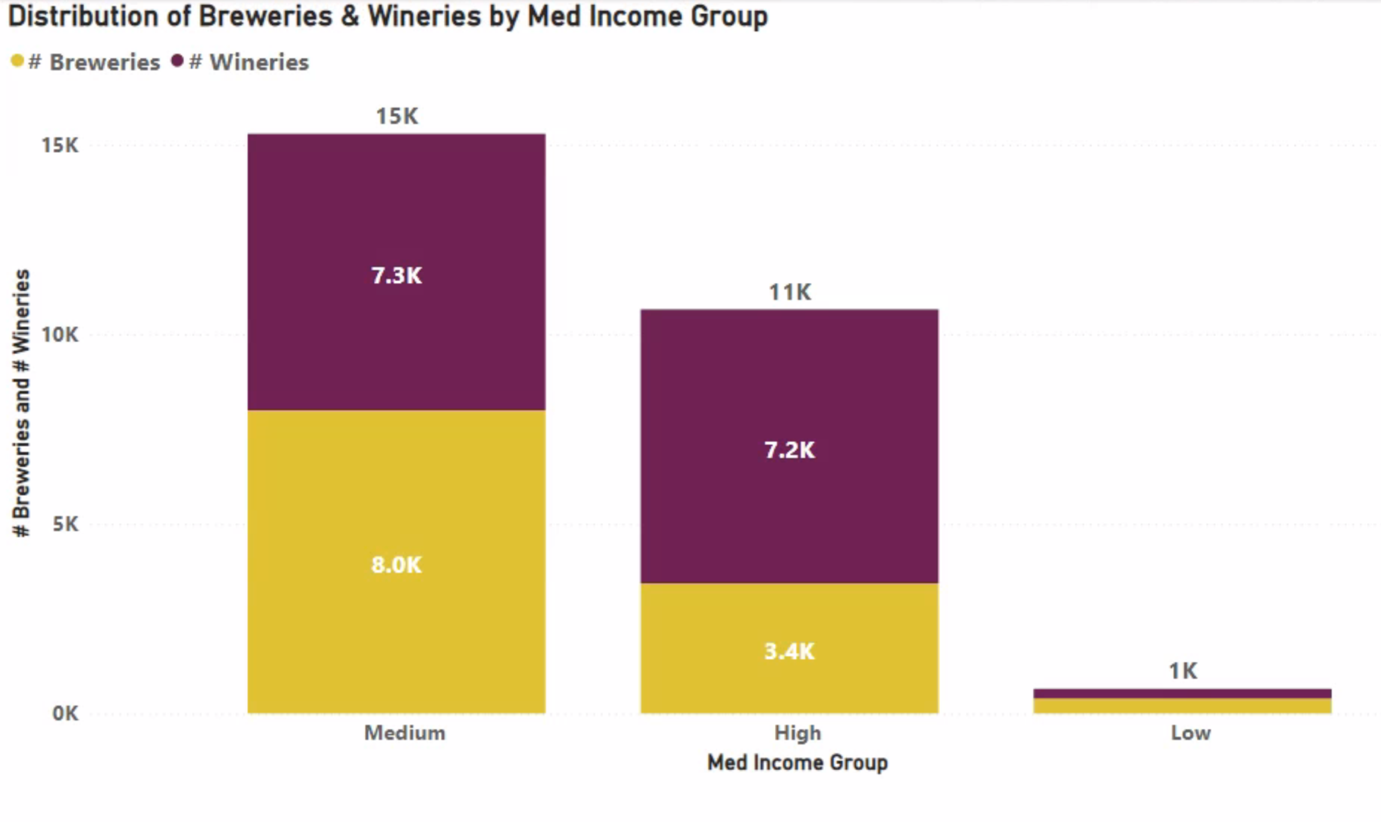 Distribution of Breweries & Wineries by Med Income Group
# Breweries # Wineries
# Breweries and # Wineries
15K
10K
5K
0K
15K
7.3K
8.0K
11K
7.2K
3.4K
1K
Medium High Low
Med Income Group